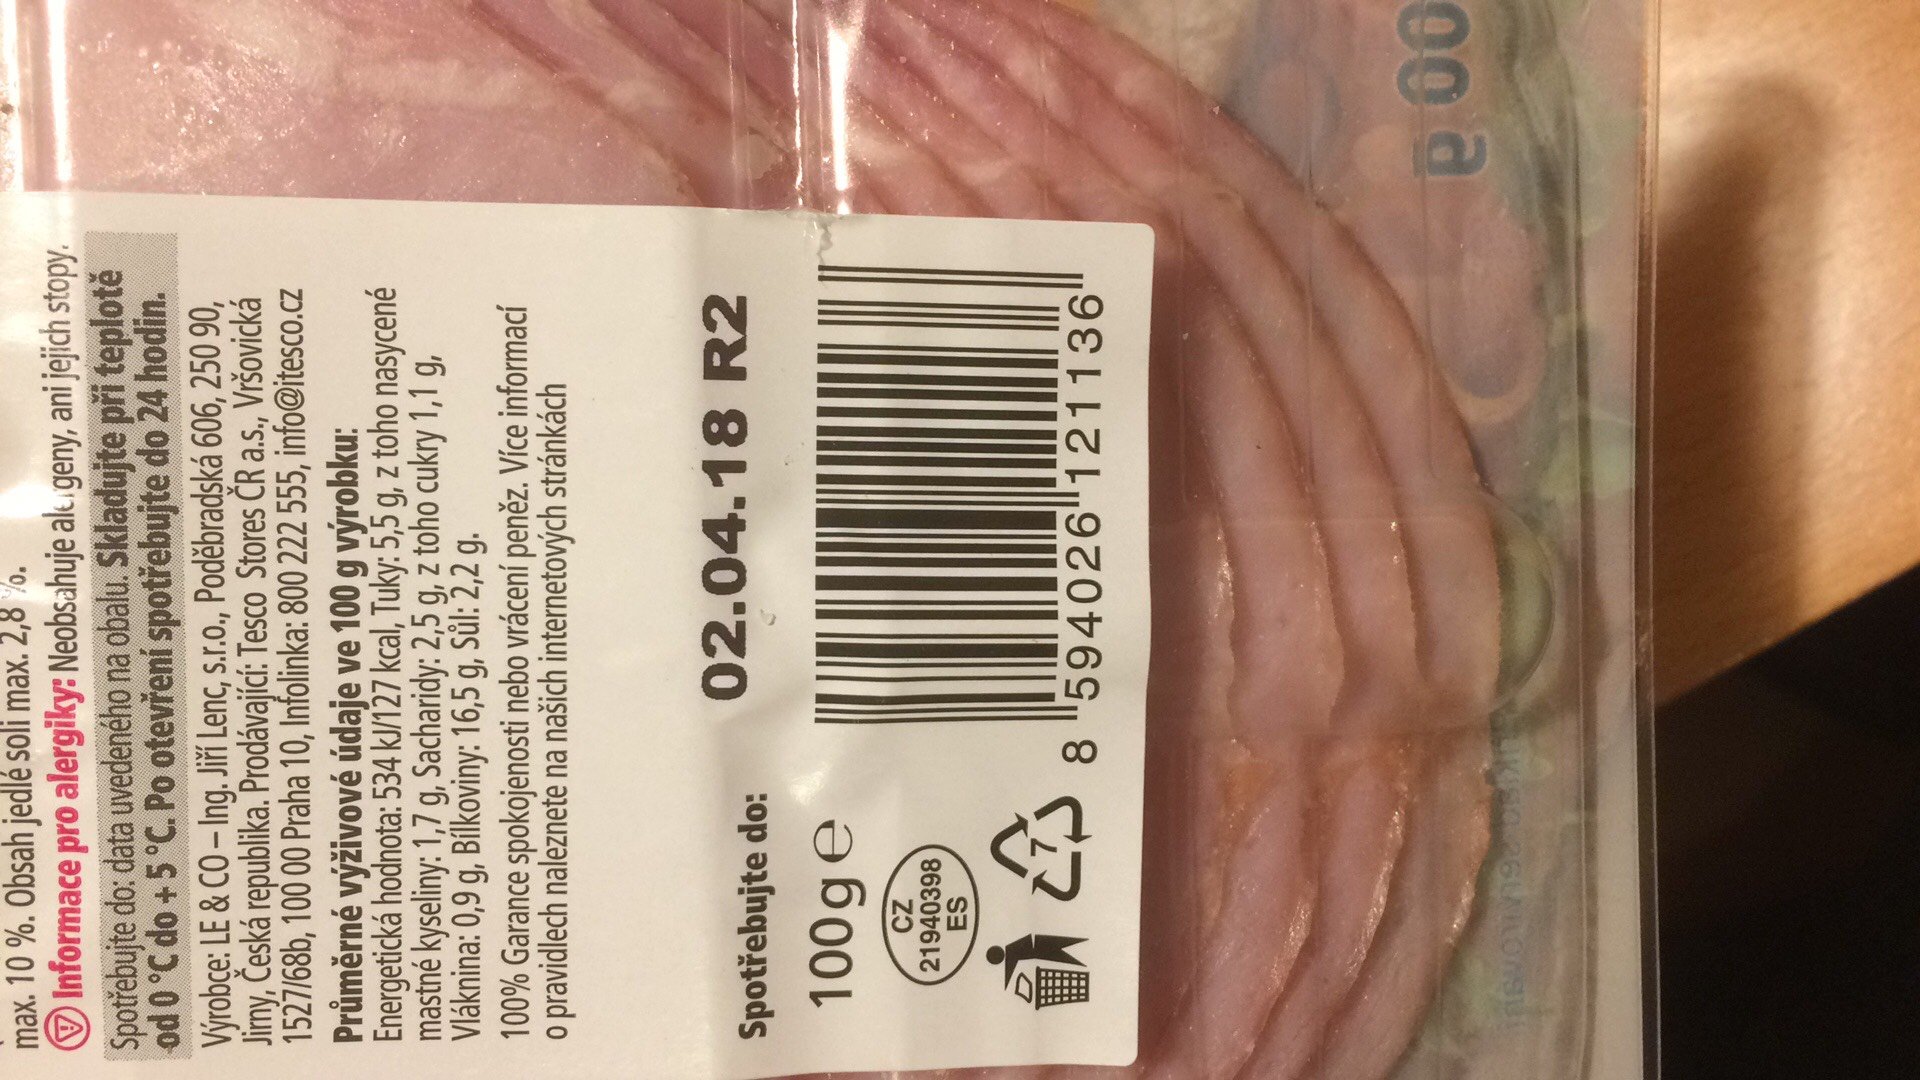 max. 10 %. Obsah jedlé soli max. 2,8 %.
Informace pro alergiky: Neobsahuje alergeny, ani jejich stopy.
Spotřebujte do: data uvedeného na obalu. Skladujte při teplotě
od 0 °C do + 5 °C. Po otevření spotřebujte do 24 hodin.
Výrobce: LE & CO – Ing. Jiří Lenc, s.r.o., Poděbradská 606, 250 90,
Jirny, Česká republika. Prodávající: Tesco Stores ČR a.s., Vršovická
1527/68b, 100 00 Praha 10, Infolinka: 800 222 555, info@itesco.cz
Průměrné výživové údaje ve 100 g výrobku:
Energetická hodnota: 534 kJ/127 kcal, Tuky: 5,5 g, z toho nasycené
mastné kyseliny: 1,7 g, Sacharidy: 2,5 g, z toho cukry 1,1 g,
Vláknina: 0,9 g, Bílkoviny: 16,5 g, Sůl: 2,2 g.
100% Garance spokojenosti nebo vrácení peněz. Více informací
o pravidlech naleznete na našich internetových stránkách
Spotřebujte do: 02.04.18 R2
100g e
CZ
21940398
ES
7
8 594026 121136